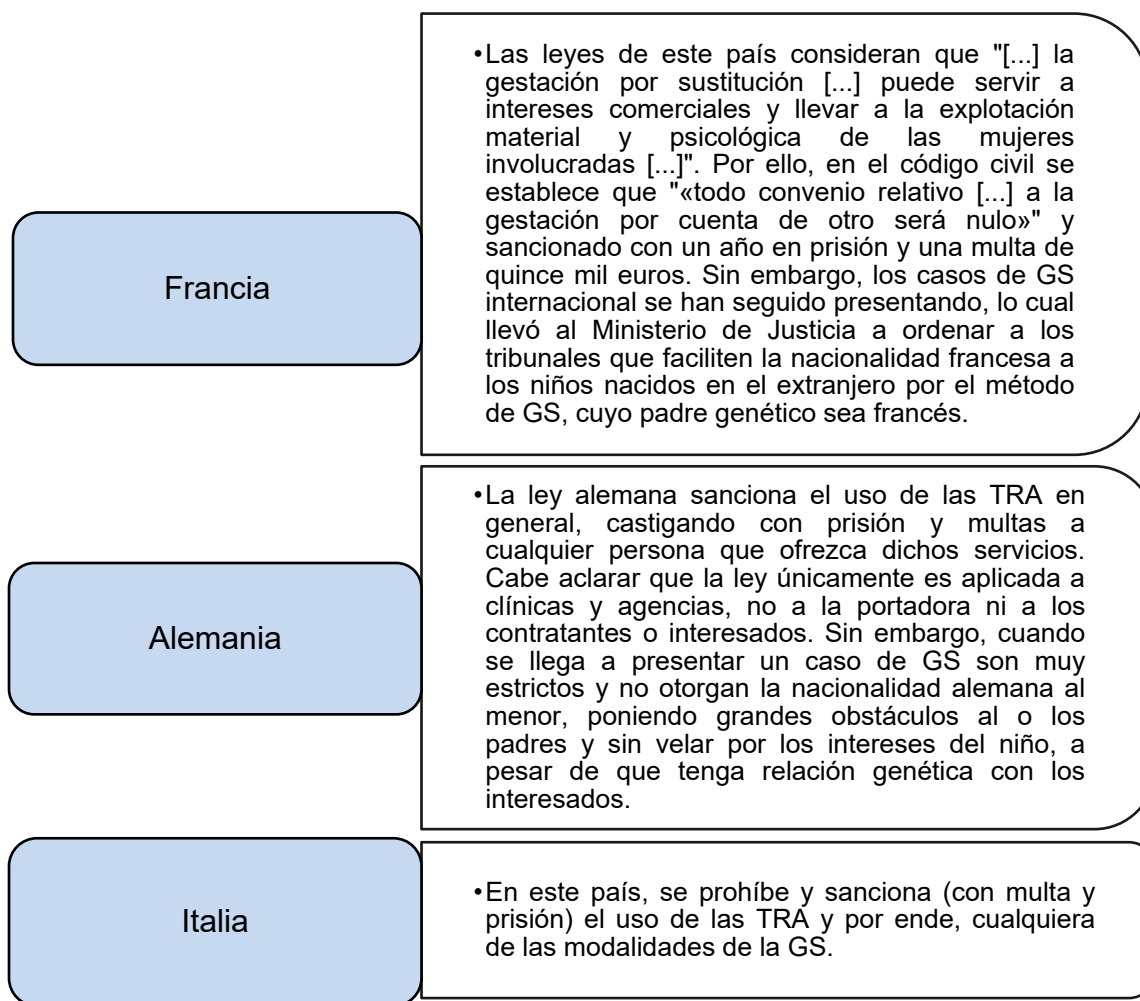 Francia
•Las leyes de este país consideran que "[...] la
gestación por sustitución [...] puede servir a
intereses comerciales y llevar a la explotación
material y psicológica de las mujeres
involucradas [...]". Por ello, en el código civil se
establece que "«todo convenio relativo [...] a la
gestación por cuenta de otro será nulo»" y
sancionado con un año en prisión y una multa de
quince mil euros. Sin embargo, los casos de GS
internacional se han seguido presentando, lo cual
llevó al Ministerio de Justicia a ordenar a los
tribunales que faciliten la nacionalidad francesa a
los niños nacidos en el extranjero por el método
de GS, cuyo padre genético sea francés.
Alemania
•La ley alemana sanciona el uso de las TRA en
general, castigando con prisión y multas a
cualquier persona que ofrezca dichos servicios.
Cabe aclarar que la ley únicamente es aplicada a
clínicas y agencias, no a la portadora ni a los
contratantes o interesados. Sin embargo, cuando
se llega a presentar un caso de GS son muy
estrictos y no otorgan la nacionalidad alemana al
menor, poniendo grandes obstáculos al o los
padres y sin velar por los intereses del niño, a
pesar de que tenga relación genética con los
interesados.
Italia
•En este país, se prohíbe y sanciona (con multa y
prisión) el uso de las TRA y por ende, cualquiera
de las modalidades de la GS.